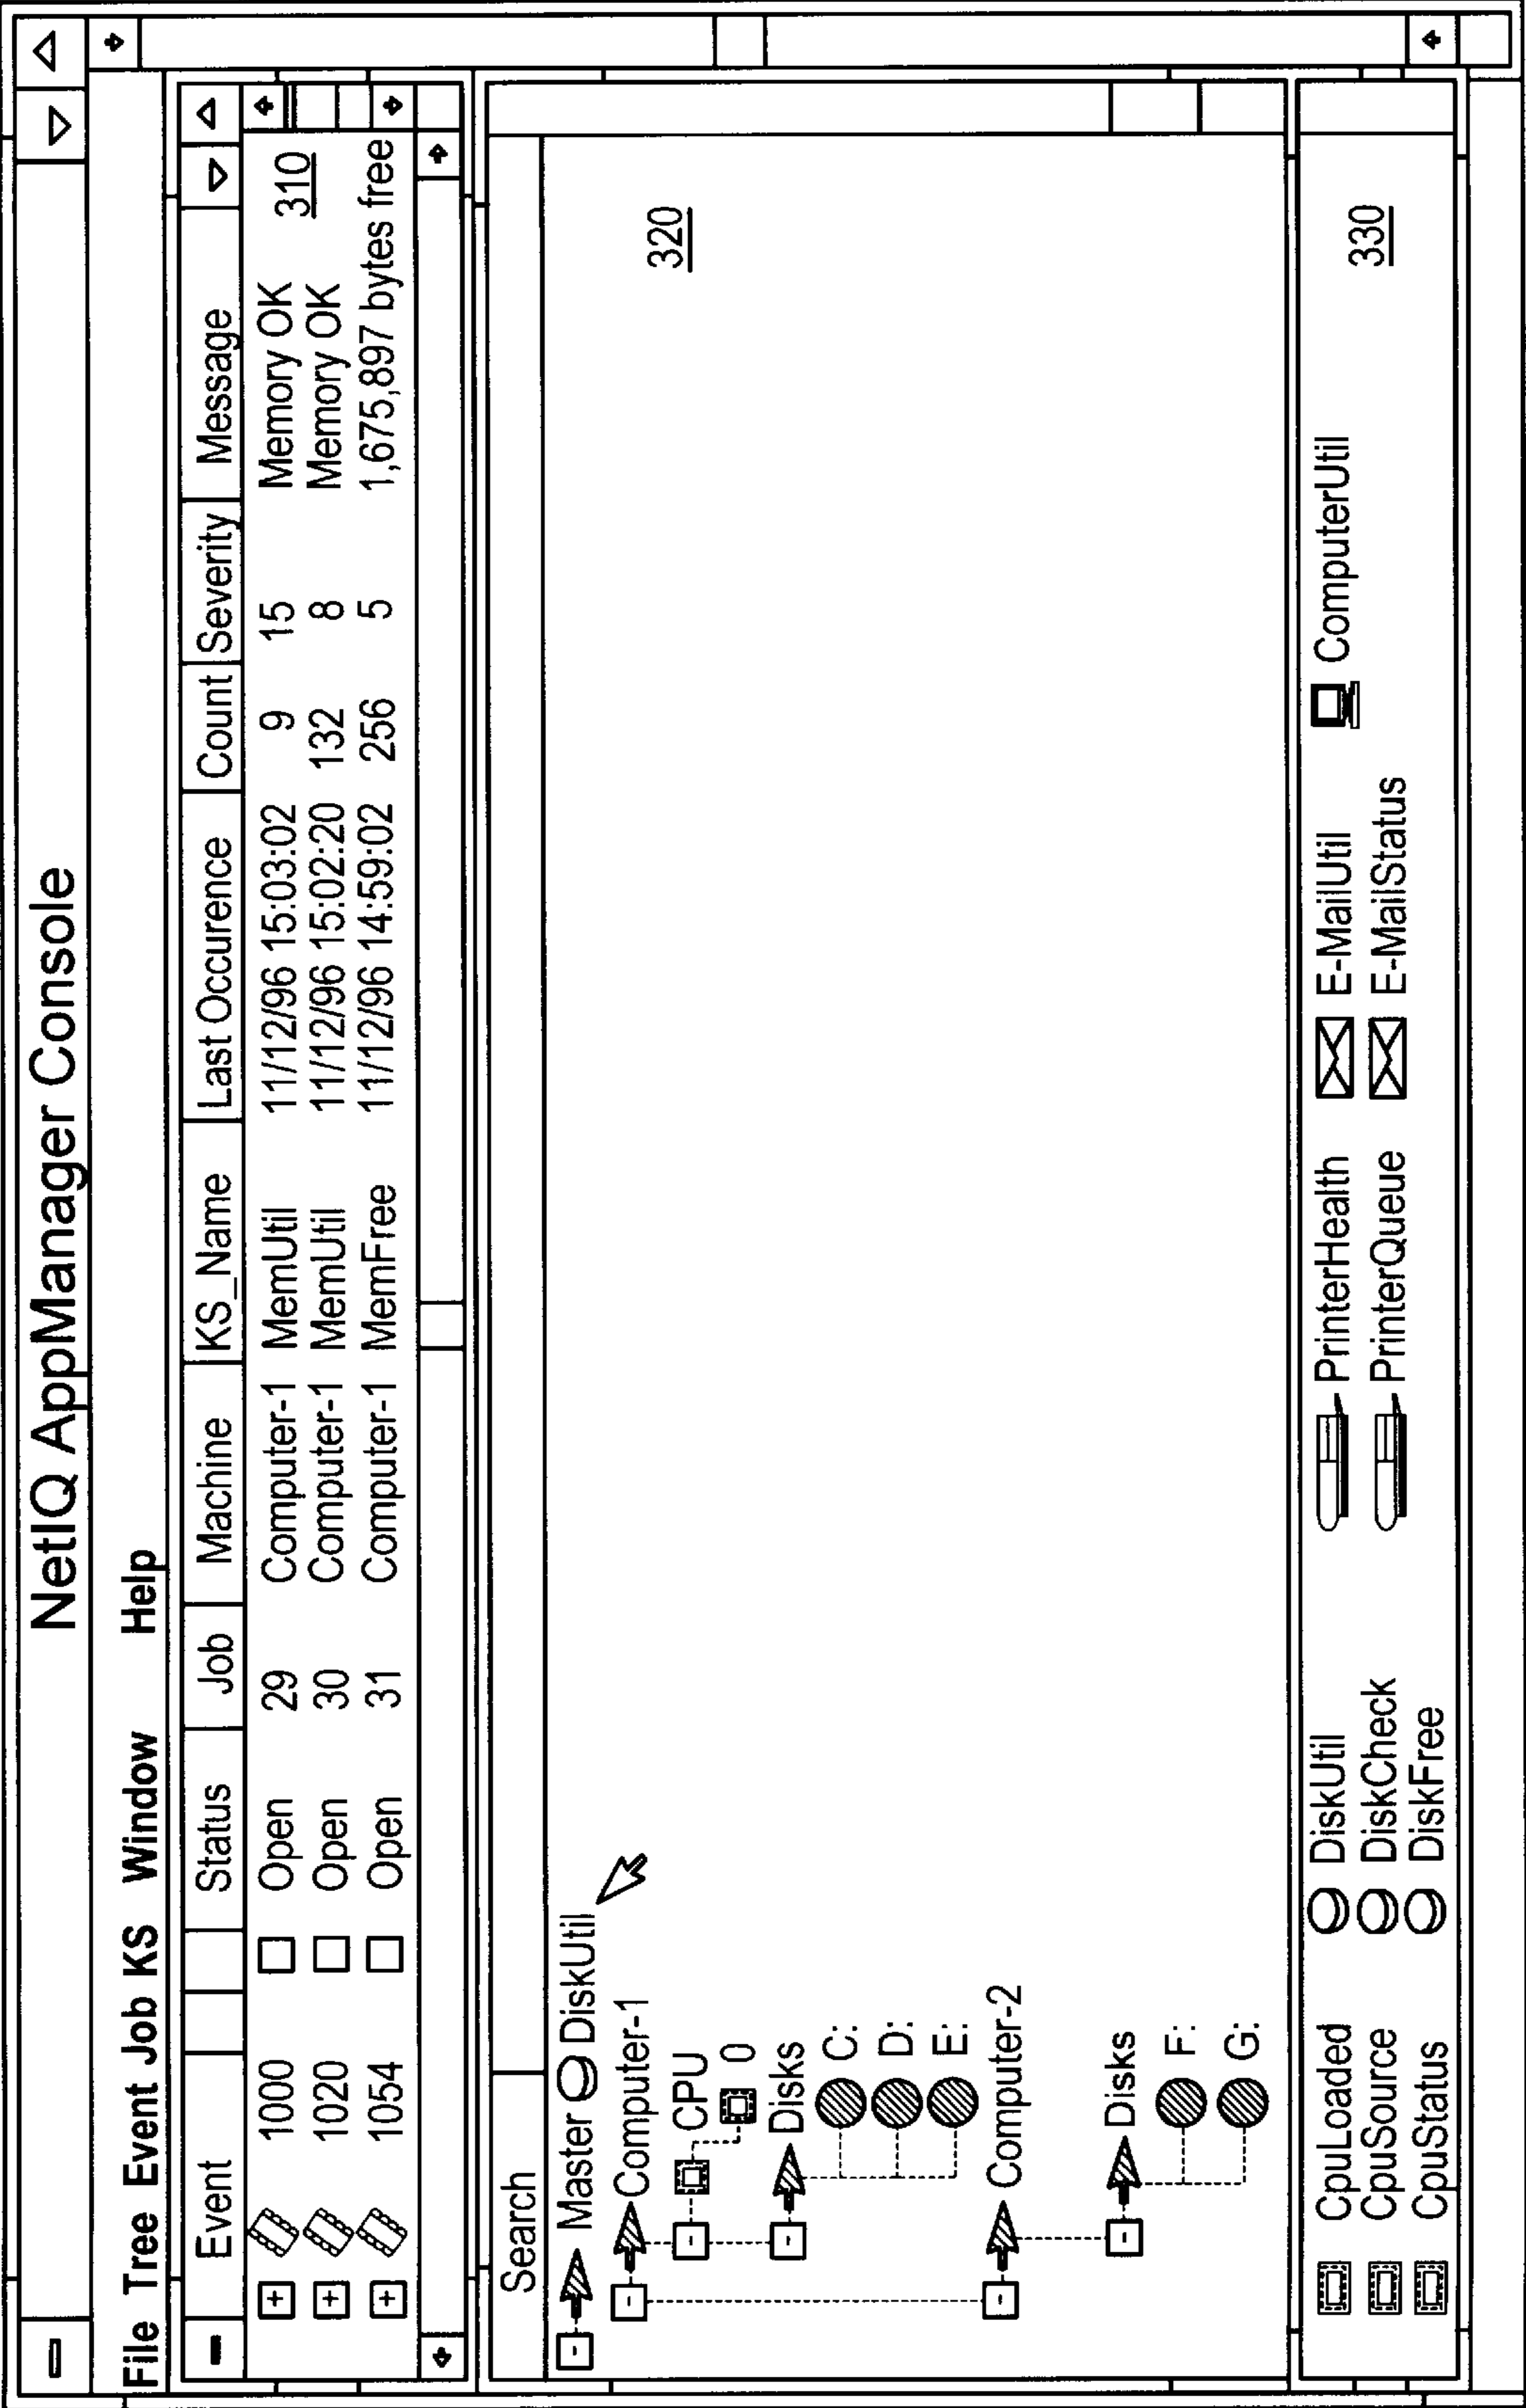 NetIQ AppManager Console
File Tree Event Job KS Window Help
Event Status Job Machine KS_Name Last Occurence Count Severity Message
1000 Open 29 Computer-1 MemUtil 11/12/96 15:03:02 9 15 Memory OK
1020 Open 30 Computer-1 MemUtil 11/12/96 15:02:20 132 8 Memory OK
1054 Open 31 Computer-1 MemFree 11/12/96 14:59:02 256 5 1,675,897 bytes free
310
Search
Master DiskUtil
Computer-1
CPU
0
Disks
C:
D:
E:
Computer-2
Disks
F:
G:
320
CpuLoaded DiskUtil PrinterHealth E-MailUtil ComputerUtil
CpuSource DiskCheck PrinterQueue E-MailStatus
CpuStatus DiskFree
330